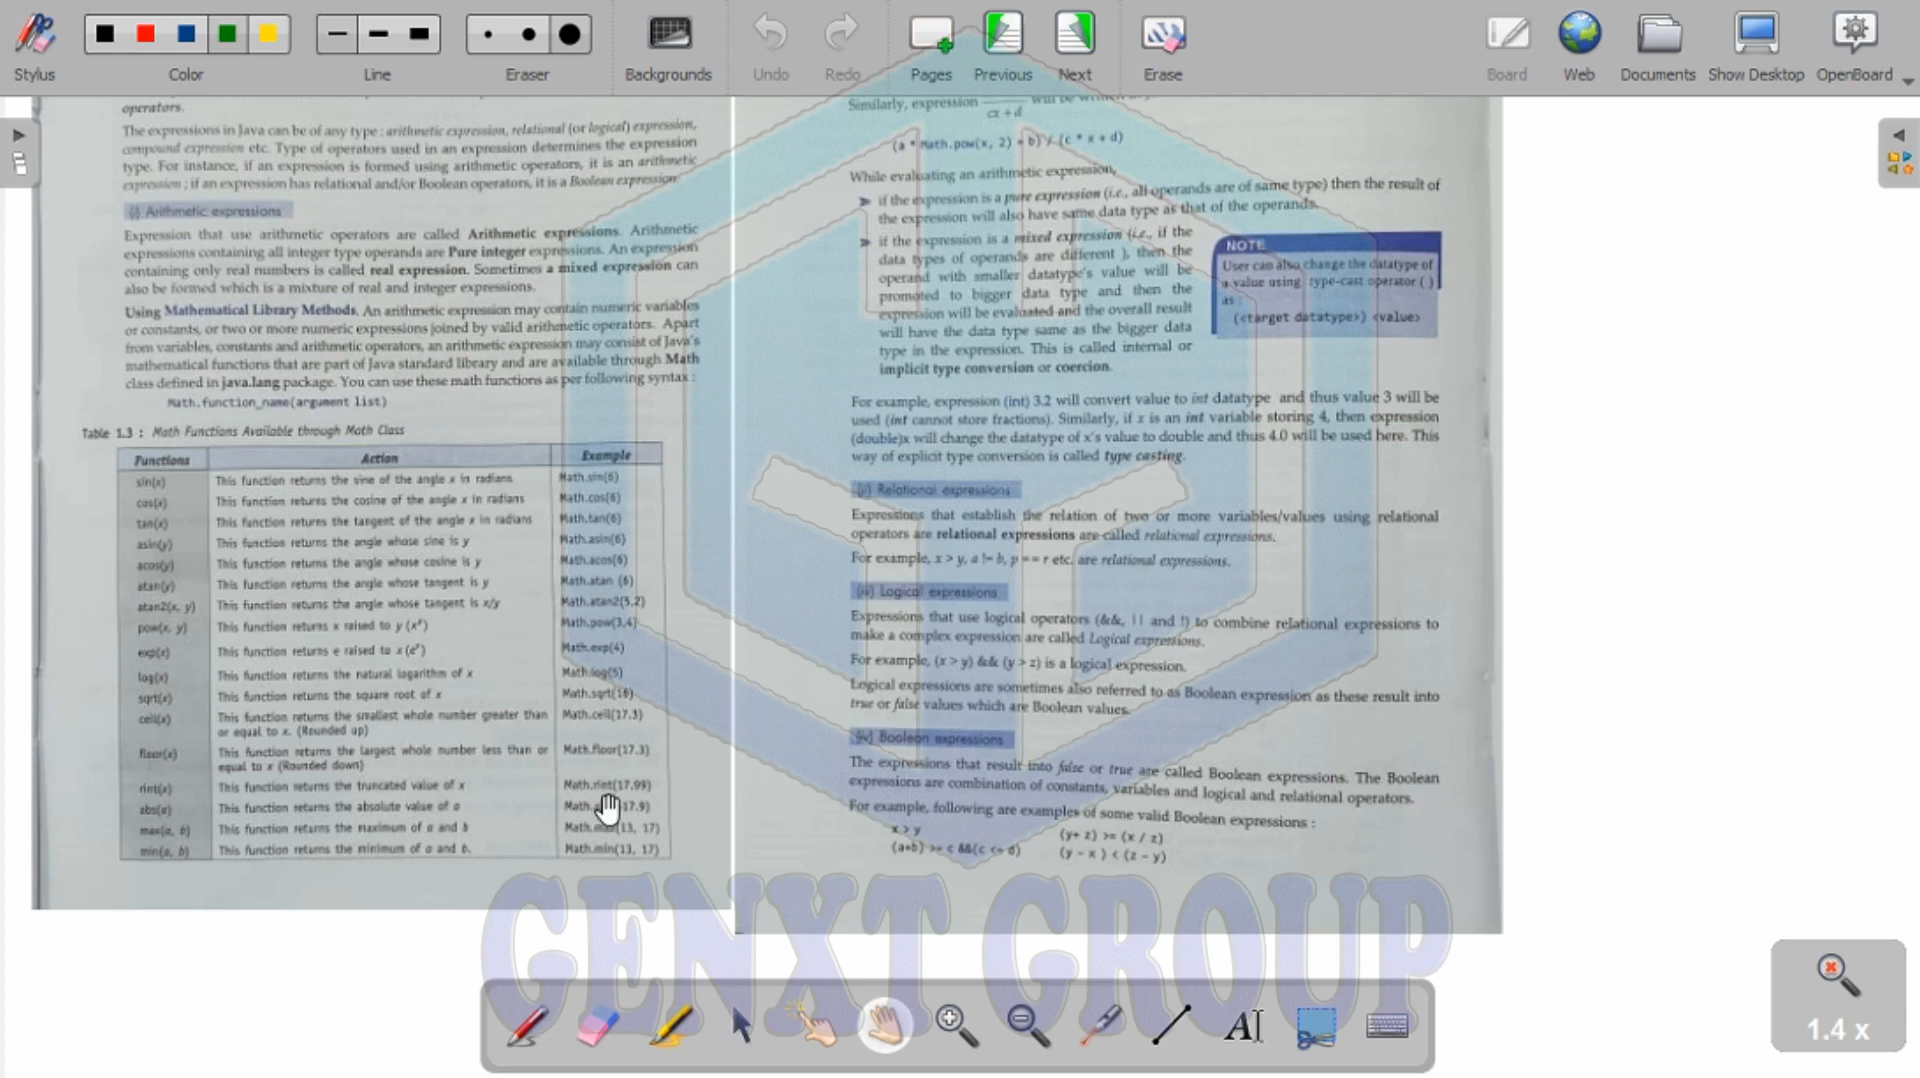 Stylus
Color
Line
Eraser
Backgrounds
Undo
Redo
Pages
Previous
Next
Erase
Board
Web
Documents
Show Desktop
OpenBoard
operators.
The expressions in Java can be of any type : arithmetic expression, relational (or logical) expression,
compound expression etc. Type of operators used in an expression determines the expression
type. For instance, if an expression is formed using arithmetic operators, it is an arithmetic
expression ; if an expression has relational and/or Boolean operators, it is a Boolean expression.
(i) Arithmetic expressions
Expression that use arithmetic operators are called Arithmetic expressions. Arithmetic
expressions containing all integer type operands are Pure integer expressions. An expression
containing only real numbers is called real expression. Sometimes a mixed expression can
also be formed which is a mixture of real and integer expressions.
Using Mathematical Library Methods. An arithmetic expression may contain numeric variables
or constants, or two or more numeric expressions joined by valid arithmetic operators. Apart
from variables, constants and arithmetic operators, an arithmetic expression may consist of Java's
mathematical functions that are part of Java standard library and are available through Math
class defined in java.lang package. You can use these math functions as per following syntax :
Math.function_name(argument list)
Table 1.3 : Math Functions Available through Math Class
Functions Action Example
sin(x) This function returns the sine of the angle x in radians Math.sin(6)
cos(x) This function returns the cosine of the angle x in radians Math.cos(6)
tan(x) This function returns the tangent of the angle x in radians Math.tan(6)
asin(y) This function returns the angle whose sine is y Math.asin(6)
acos(y) This function returns the angle whose cosine is y Math.acos(6)
atan(y) This function returns the angle whose tangent is y Math.atan (6)
atan2(x, y) This function returns the angle whose tangent is x/y Math.atan2(5,2)
pow(x, y) This function returns x raised to y (xʸ) Math.pow(3,4)
exp(x) This function returns e raised to x (eˣ) Math.exp(4)
log(x) This function returns the natural logarithm of x Math.log(5)
sqrt(x) This function returns the square root of x Math.sqrt(16)
ceil(x) This function returns the smallest whole number greater than Math.ceil(17.3)
or equal to x. (Rounded up)
floor(x) This function returns the largest whole number less than or Math.floor(17.3)
equal to x (Rounded down)
rint(x) This function returns the truncated value of x Math.rint(17.99)
abs(a) This function returns the absolute value of a Math. 17.9)
max(a, b) This function returns the maximum of a and b Math.max(13, 17)
min(a, b) This function returns the minimum of a and b. Math.min(13, 17)
Similarly, expression will be
cx + d
(a * Math.pow(x, 2) + b) / (c * x + d)
While evaluating an arithmetic expression,
➤ if the expression is a pure expression (i.e., all operands are of same type) then the result of
the expression will also have same data type as that of the operands.
➤ if the expression is a mixed expression (i.e., if the
data types of operands are different ), then the
operand with smaller datatype's value will be
promoted to bigger data type and then the
expression will be evaluated and the overall result
will have the data type same as the bigger data
type in the expression. This is called internal or
implicit type conversion or coercion.
NOTE
User can also change the datatype of
a value using type-cast operator ( )
as :
(<target datatype>) <value>
For example, expression (int) 3.2 will convert value to int datatype and thus value 3 will be
used (int cannot store fractions). Similarly, if x is an int variable storing 4, then expression
(double)x will change the datatype of x's value to double and thus 4.0 will be used here. This
way of explicit type conversion is called type casting.
(ii) Relational expressions
Expressions that establish the relation of two or more variables/values using relational
operators are relational expressions are called relational expressions.
For example, x > y, a != b, p == r etc. are relational expressions.
(iii) Logical expressions
Expressions that use logical operators (&&, || and !) to combine relational expressions to
make a complex expression are called Logical expressions.
For example, (x > y) && (y > z) is a logical expression.
Logical expressions are sometimes also referred to as Boolean expression as these result into
true or false values which are Boolean values.
(iv) Boolean expressions
The expressions that result into false or true are called Boolean expressions. The Boolean
expressions are combination of constants, variables and logical and relational operators.
For example, following are examples of some valid Boolean expressions :
x > y (y+ z) >= (x / z)
(a+b) >= c &&(c <= d) (y - x ) < (z - y)
GENXT GROUP
1.4 x